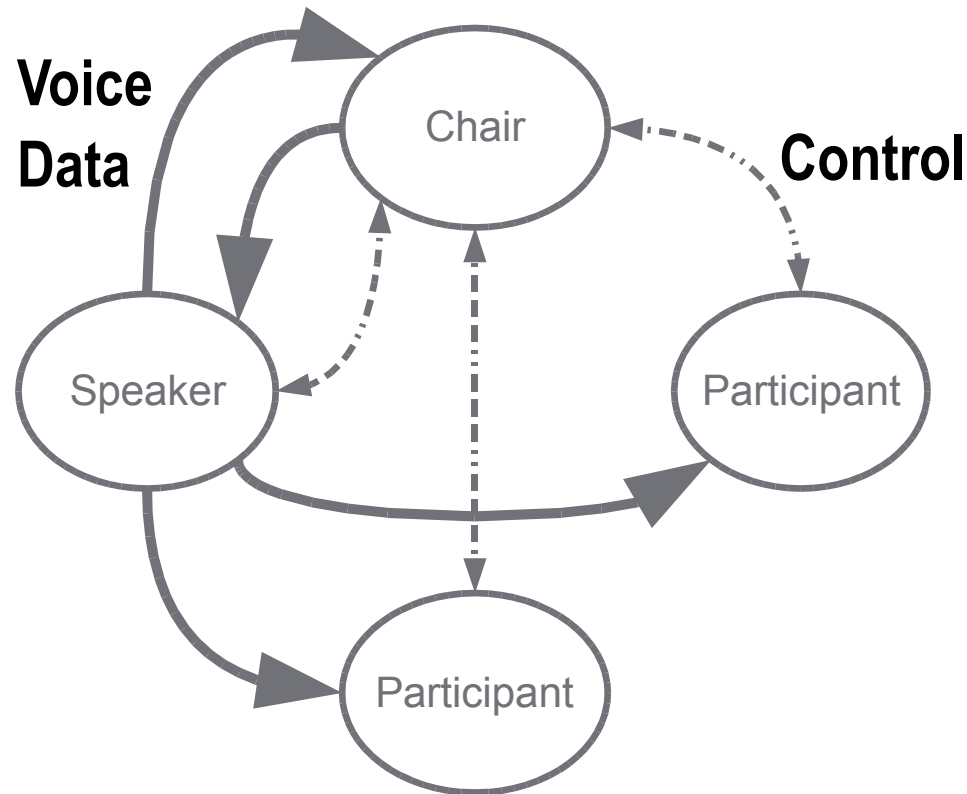 Voice
Data
Chair
Control
Speaker
Participant
Participant